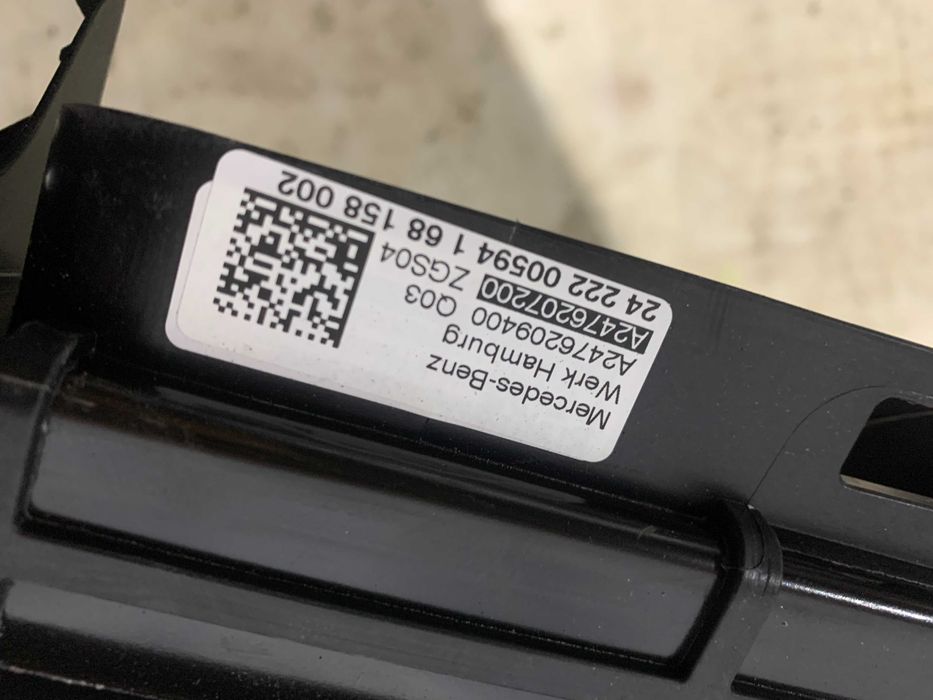 Mercedes-Benz
Werk Hamburg
A2476209400 Q03
A2476207200 ZGS04
24 222 00594 1 68 158 002